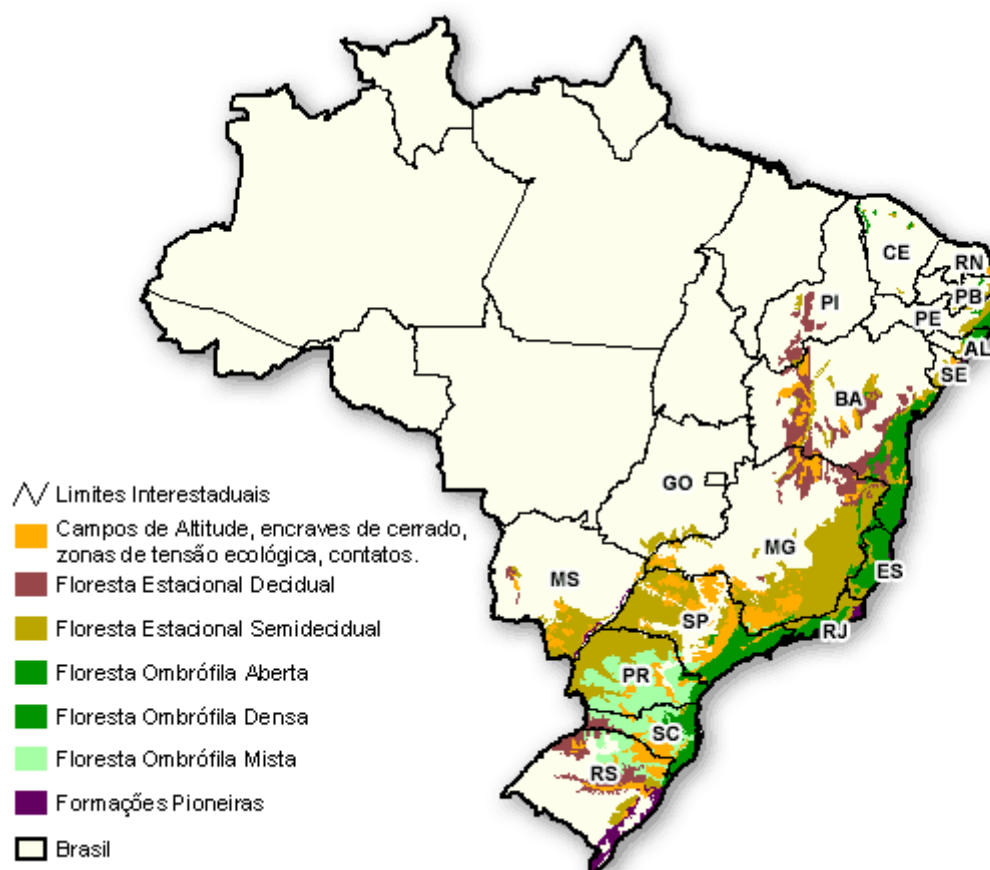 CE
RN
PI
PB
PE
AL
SE
BA
GO
MG
MS
ES
SP
RJ
PR
SC
RS
Limites Interestaduais
Campos de Altitude, encraves de cerrado,
zonas de tensão ecológica, contatos.
Floresta Estacional Decidual
Floresta Estacional Semidecidual
Floresta Ombrófila Aberta
Floresta Ombrófila Densa
Floresta Ombrófila Mista
Formações Pioneiras
Brasil